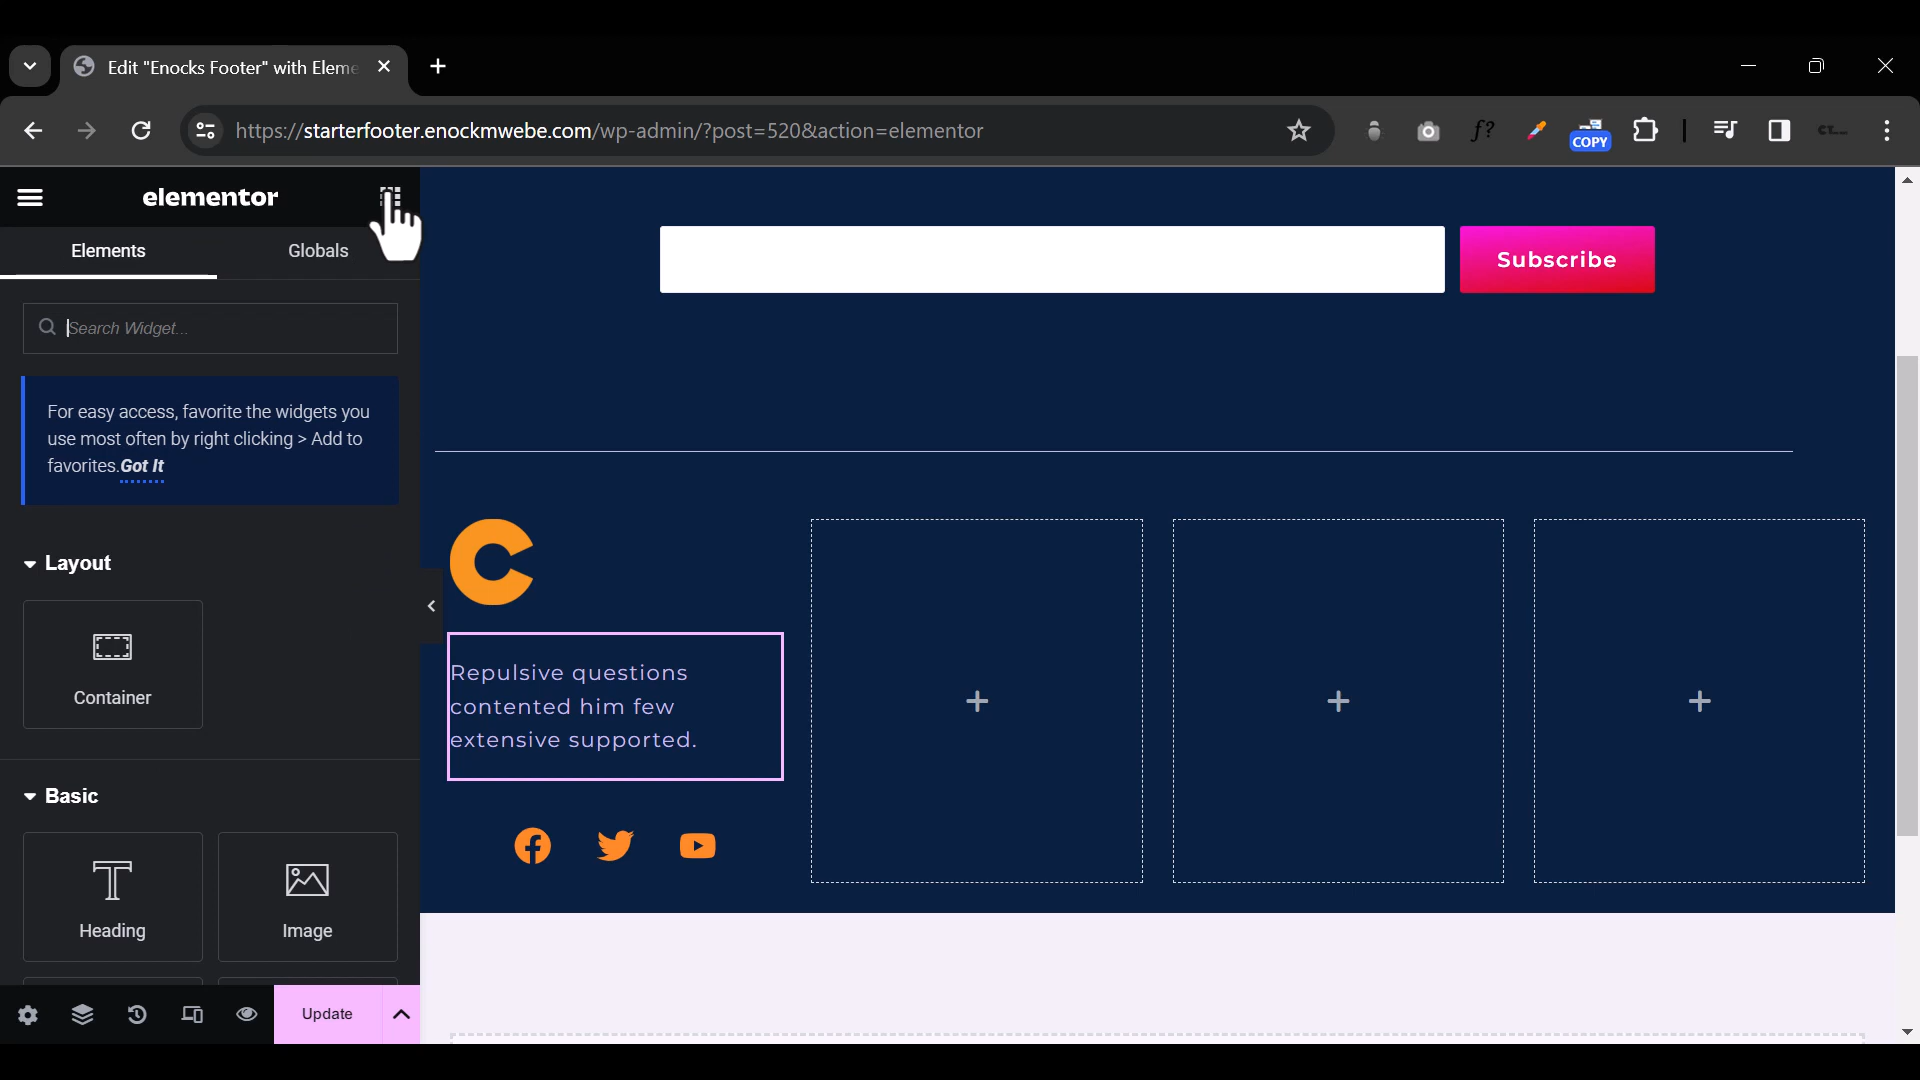 Edit "Enocks Footer" with Eleme
https://starterfooter.enockmwebe.com/wp-admin/?post=520&action=elementor
f?
COPY
elementor
Elements
Globals
Search Widget...
For easy access, favorite the widgets you
use most often by right clicking > Add to
favorites.Got It
Layout
Container
Basic
Heading
Image
Update
Subscribe
C
Repulsive questions
contented him few
extensive supported.